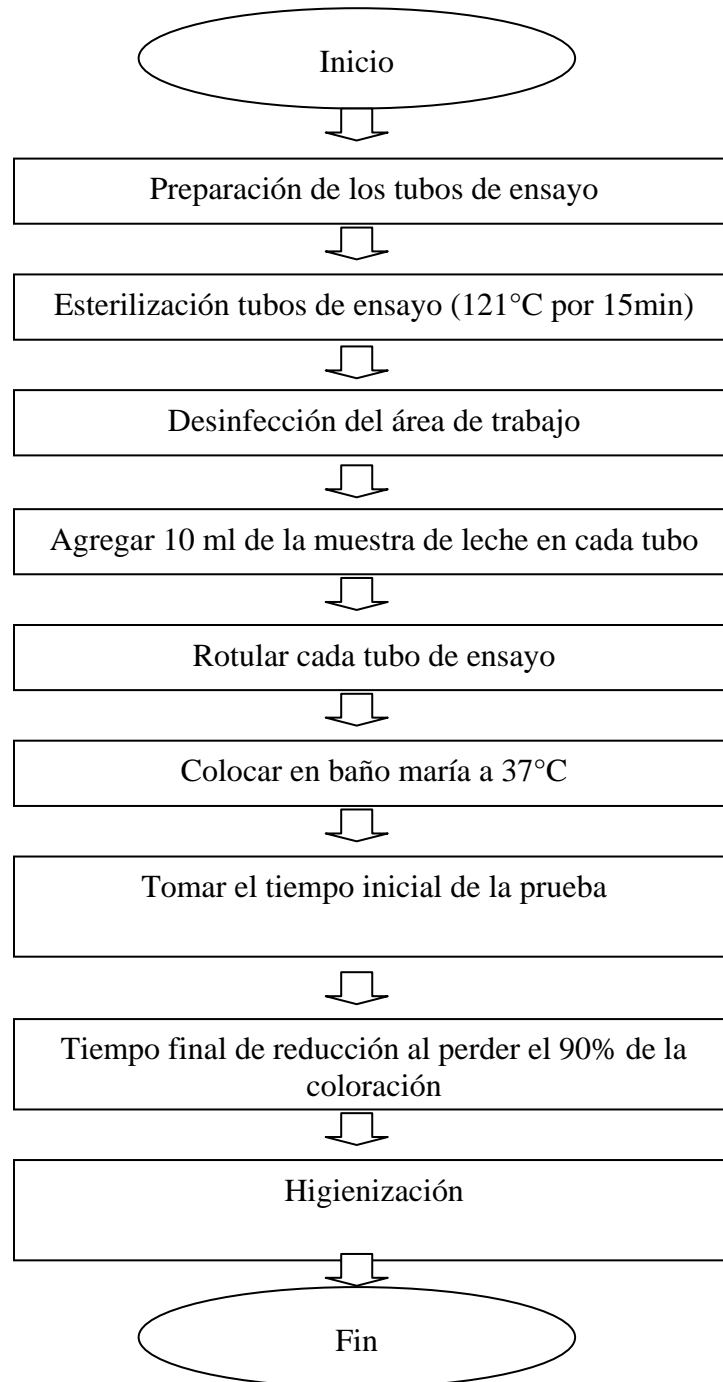 Inicio
Preparación de los tubos de ensayo
Esterilización tubos de ensayo (121°C por 15min)
Desinfección del área de trabajo
Agregar 10 ml de la muestra de leche en cada tubo
Rotular cada tubo de ensayo
Colocar en baño maría a 37°C
Tomar el tiempo inicial de la prueba
Tiempo final de reducción al perder el 90% de la
coloración
Higienización
Fin